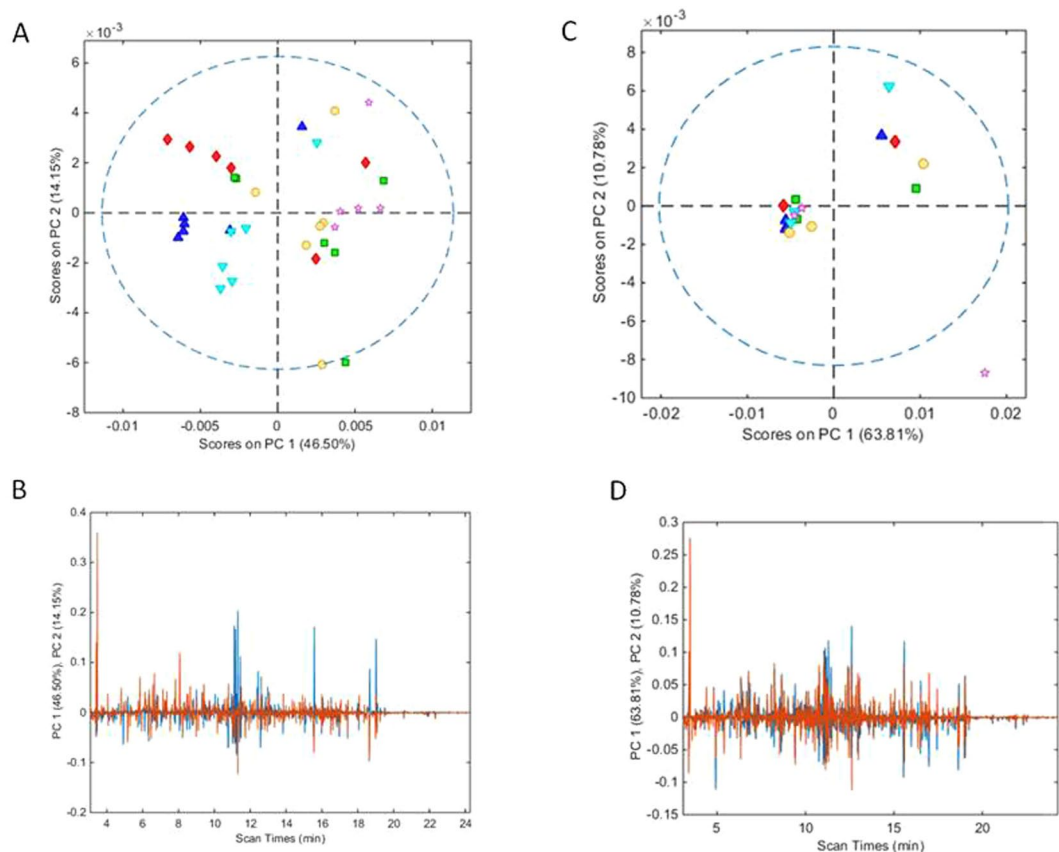 A
×10⁻³
6
4
2
0
-2
-4
-6
-8
Scores on PC 2 (14.15%)
-0.01 -0.005 0 0.005 0.01
Scores on PC 1 (46.50%)
C
×10⁻³
8
6
4
2
0
-2
-4
-6
-8
-10
Scores on PC 2 (10.78%)
-0.02 -0.01 0 0.01 0.02
Scores on PC 1 (63.81%)
B
0.4
0.3
0.2
0.1
0
-0.1
-0.2
PC 1 (46.50%), PC 2 (14.15%)
4 6 8 10 12 14 16 18 20 22 24
Scan Times (min)
D
0.3
0.25
0.2
0.15
0.1
0.05
0
-0.05
-0.1
-0.15
PC 1 (63.81%), PC 2 (10.78%)
5 10 15 20
Scan Times (min)